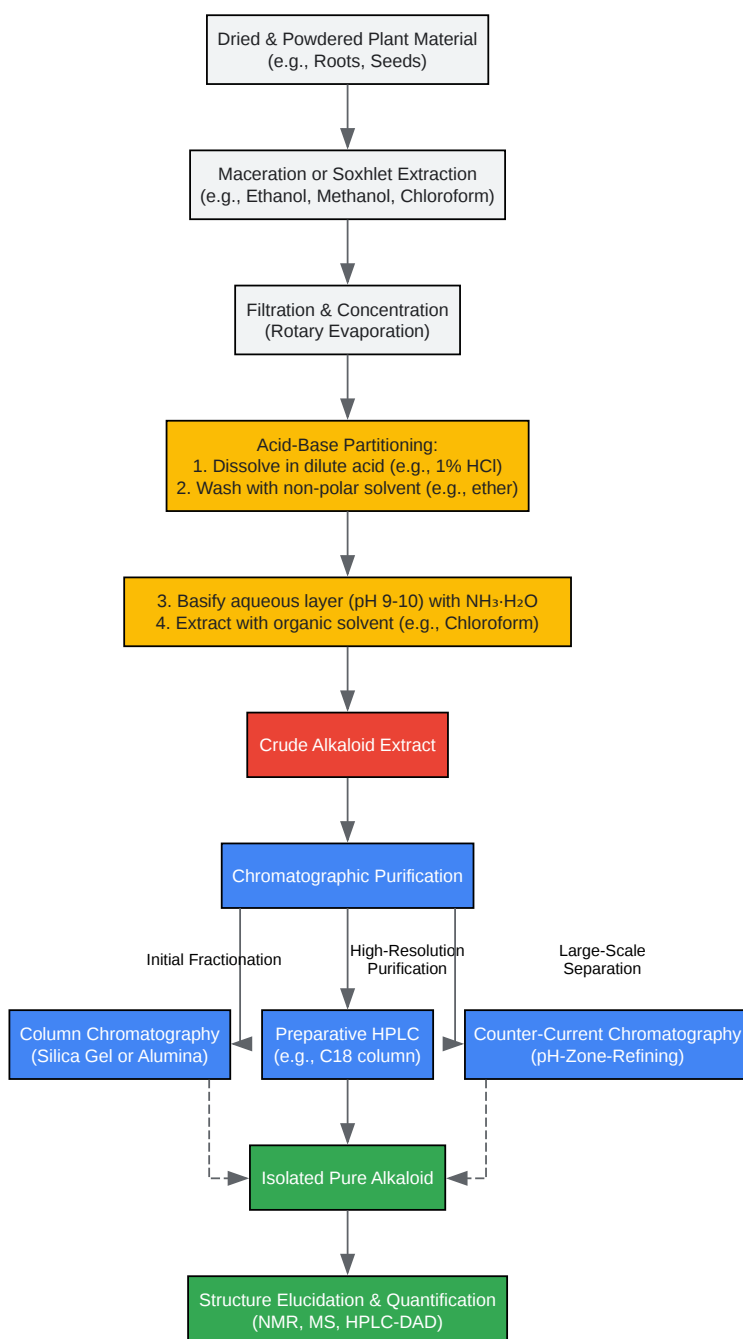 Dried & Powdered Plant Material
(e.g., Roots, Seeds)
Maceration or Soxhlet Extraction
(e.g., Ethanol, Methanol, Chloroform)
Filtration & Concentration
(Rotary Evaporation)
Acid-Base Partitioning:
1. Dissolve in dilute acid (e.g., 1% HCl)
2. Wash with non-polar solvent (e.g., ether)
3. Basify aqueous layer (pH 9-10) with NH₃·H₂O
4. Extract with organic solvent (e.g., Chloroform)
Crude Alkaloid Extract
Chromatographic Purification
Initial Fractionation
High-Resolution
Purification
Large-Scale
Separation
Column Chromatography
(Silica Gel or Alumina)
Preparative HPLC
(e.g., C18 column)
Counter-Current Chromatography
(pH-Zone-Refining)
Isolated Pure Alkaloid
Structure Elucidation & Quantification
(NMR, MS, HPLC-DAD)